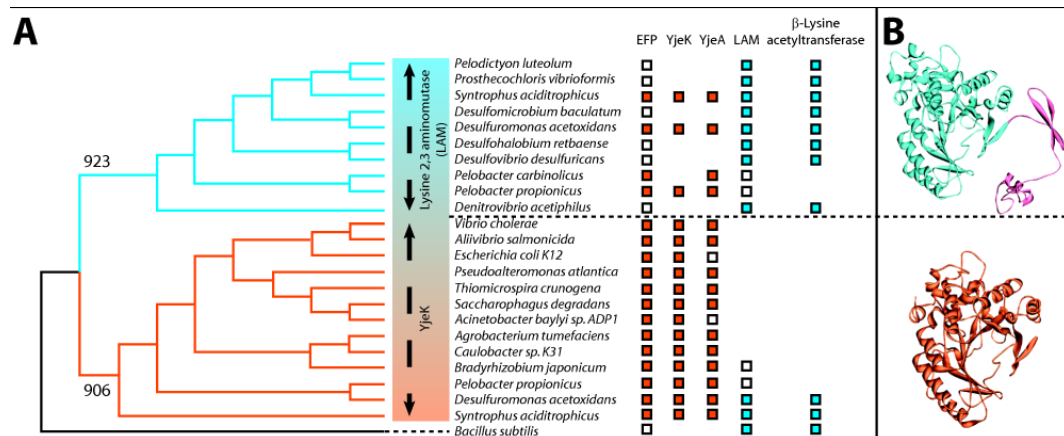 A
B
EFP YjeK YjeA LAM β-Lysine acetyltransferase
Lysine 2,3 aminomutase
(LAM)
YjeK
923
906
Pelodictyon luteolum
Prosthecochloris vibrioformis
Syntrophus aciditrophicus
Desulfomicrobium baculatum
Desulfuromonas acetoxidans
Desulfohalobium retbaense
Desulfovibrio desulfuricans
Pelobacter carbinolicus
Pelobacter propionicus
Denitrovibrio acetiphilus
Vibrio cholerae
Aliivibrio salmonicida
Escherichia coli K12
Pseudoalteromonas atlantica
Thiomicrospira crunogena
Saccharophagus degradans
Acinetobacter baylyi sp. ADP1
Agrobacterium tumefaciens
Caulobacter sp. K31
Bradyrhizobium japonicum
Pelobacter propionicus
Desulfuromonas acetoxidans
Syntrophus aciditrophicus
Bacillus subtilis